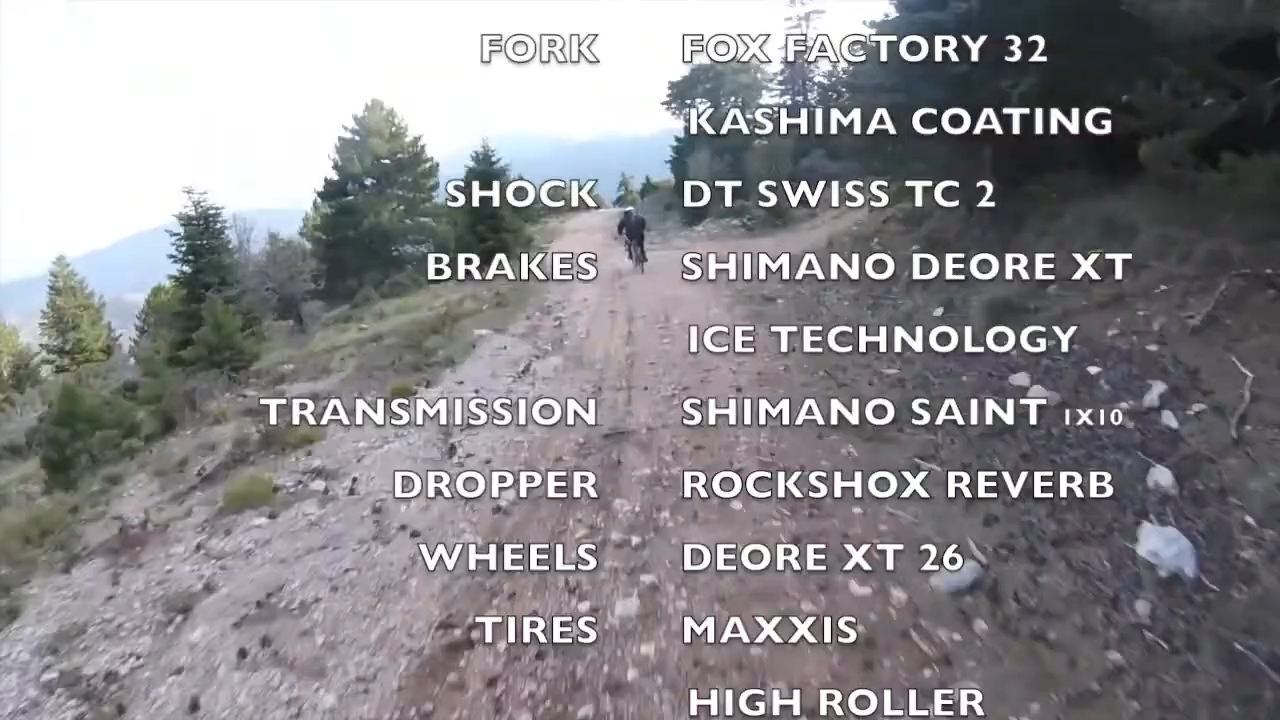 FORK FOX FACTORY 32
KASHIMA COATING
SHOCK DT SWISS TC 2
BRAKES SHIMANO DEORE XT
ICE TECHNOLOGY
TRANSMISSION SHIMANO SAINT 1X10
DROPPER ROCKSHOX REVERB
WHEELS DEORE XT 26
TIRES MAXXIS
HIGH ROLLER